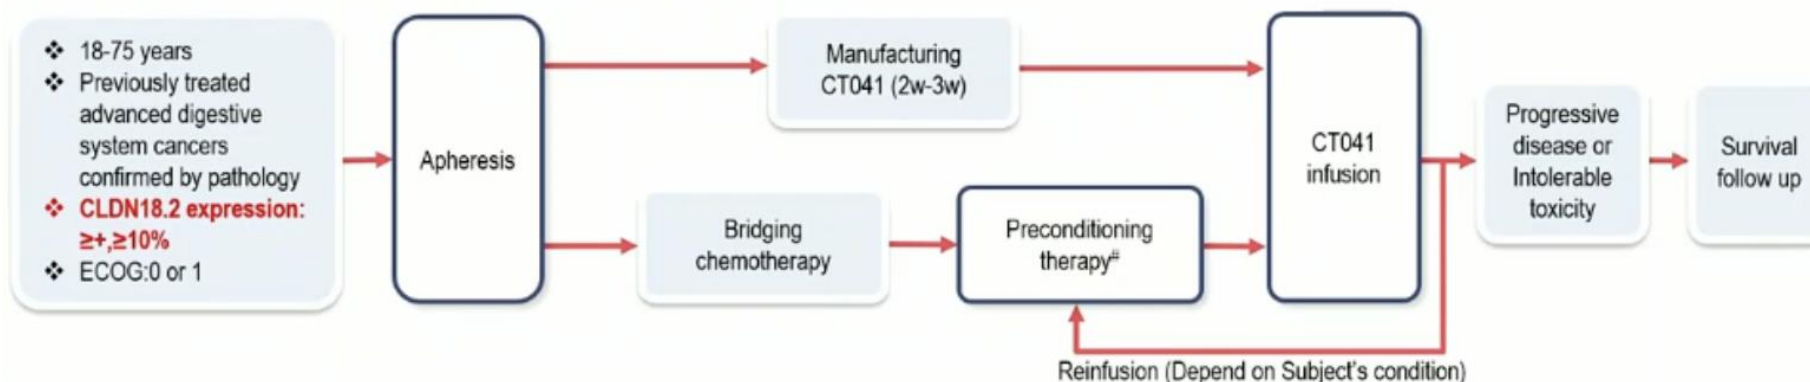 ❖ 18-75 years
❖ Previously treated
advanced digestive
system cancers
confirmed by pathology
❖ CLDN18.2 expression:
≥+,≥10%
❖ ECOG:0 or 1
Apheresis
Manufacturing
CT041 (2w-3w)
Bridging
chemotherapy
Preconditioning
therapy#
CT041
infusion
Reinfusion (Depend on Subject's condition)
Progressive
disease or
Intolerable
toxicity
Survival
follow up